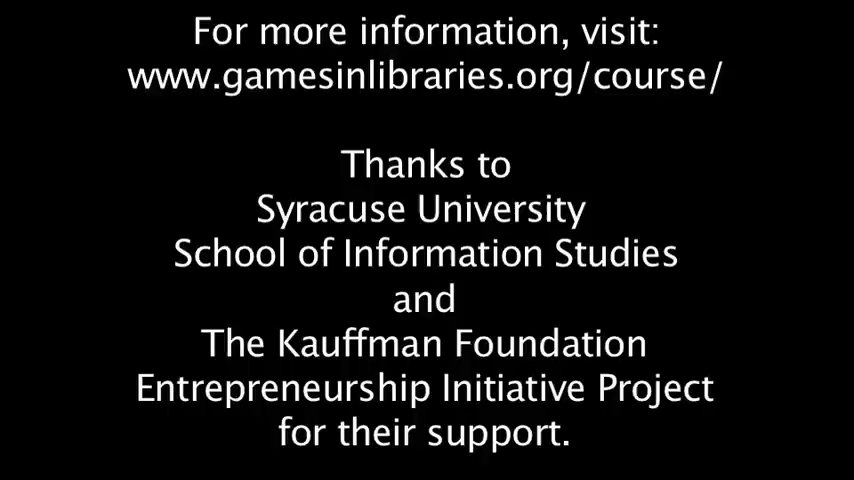 For more information, visit:
www.gamesinlibraries.org/course/
Thanks to
Syracuse University
School of Information Studies
and
The Kauffman Foundation
Entrepreneurship Initiative Project
for their support.